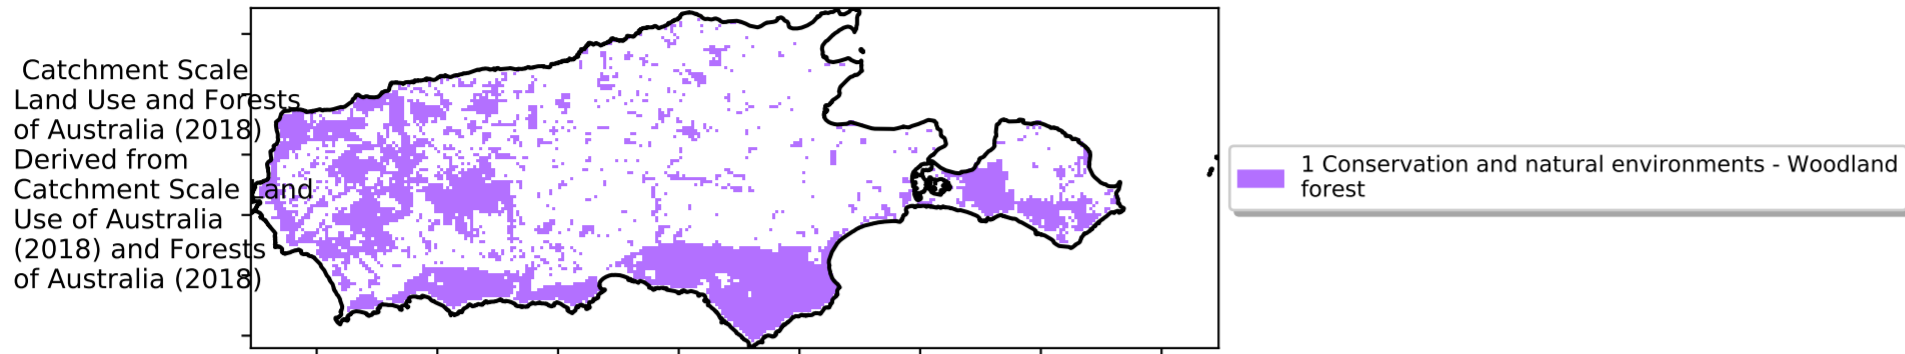 Catchment Scale
Land Use and Forests
of Australia (2018)
Derived from
Catchment Scale Land
Use of Australia
(2018) and Forests
of Australia (2018)
1 Conservation and natural environments - Woodland
forest